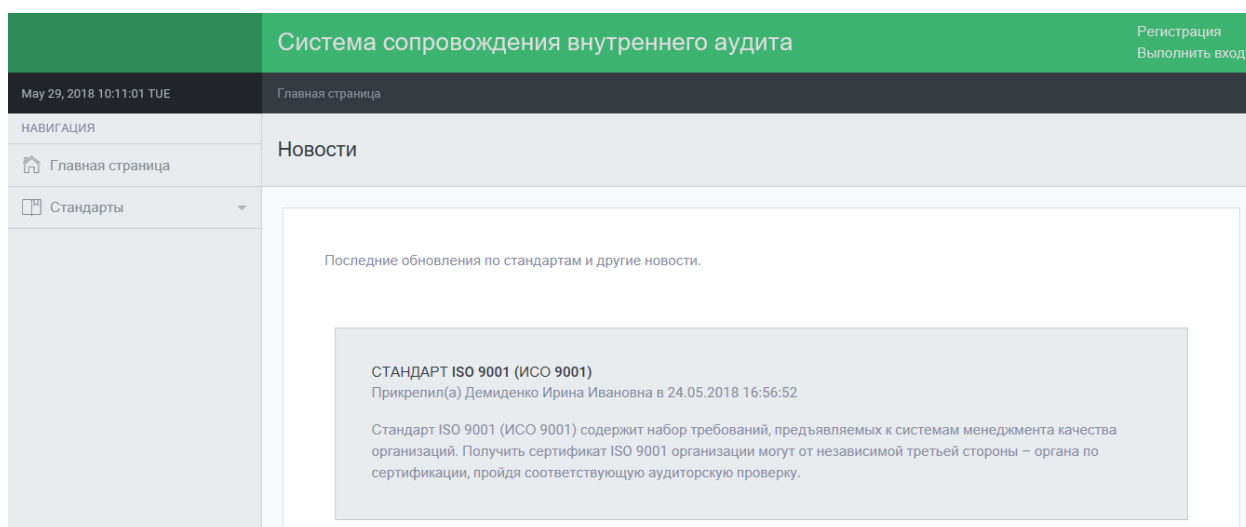 Система сопровождения внутреннего аудита
Регистрация
Выполнить вход
May 29, 2018 10:11:01 TUE
Главная страница
НАВИГАЦИЯ
Главная страница
Стандарты
Новости
Последние обновления по стандартам и другие новости.
СТАНДАРТ ISO 9001 (ИСО 9001)
Прикрепил(а) Демиденко Ирина Ивановна в 24.05.2018 16:56:52
Стандарт ISO 9001 (ИСО 9001) содержит набор требований, предъявляемых к системам менеджмента качества
организаций. Получить сертификат ISO 9001 организации могут от независимой третьей стороны – органа по
сертификации, пройдя соответствующую аудиторскую проверку.